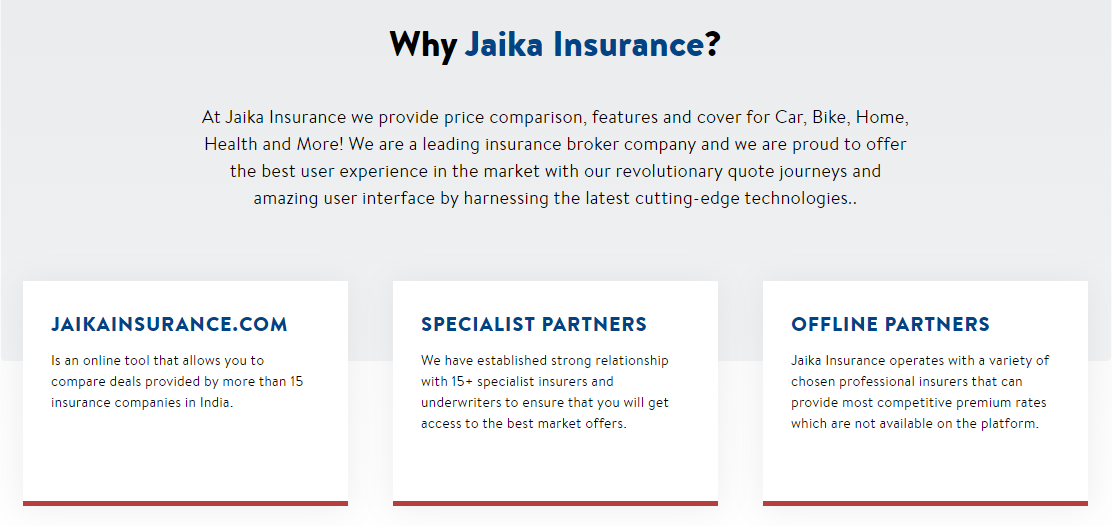 Why Jaika Insurance?
At Jaika Insurance we provide price comparison, features and cover for Car, Bike, Home,
Health and More! We are a leading insurance broker company and we are proud to offer
the best user experience in the market with our revolutionary quote journeys and
amazing user interface by harnessing the latest cutting-edge technologies..
JAIKAINSURANCE.COM
Is an online tool that allows you to
compare deals provided by more than 15
insurance companies in India.
SPECIALIST PARTNERS
We have established strong relationship
with 15+ specialist insurers and
underwriters to ensure that you will get
access to the best market offers.
OFFLINE PARTNERS
Jaika Insurance operates with a variety of
chosen professional insurers that can
provide most competitive premium rates
which are not available on the platform.